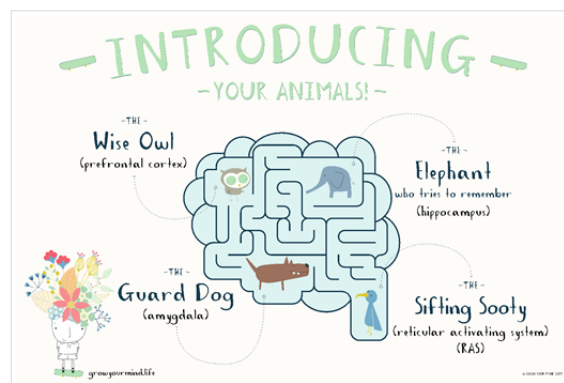 INTRODUCING
YOUR ANIMALS!
- THE -
Wise Owl
(prefrontal cortex)
- THE -
Elephant
who tries to remember
(hippocampus)
- THE -
Guard Dog
(amygdala)
- THE -
Sifting Sooty
(reticular activating system)
(RAS)
growyourmind.life